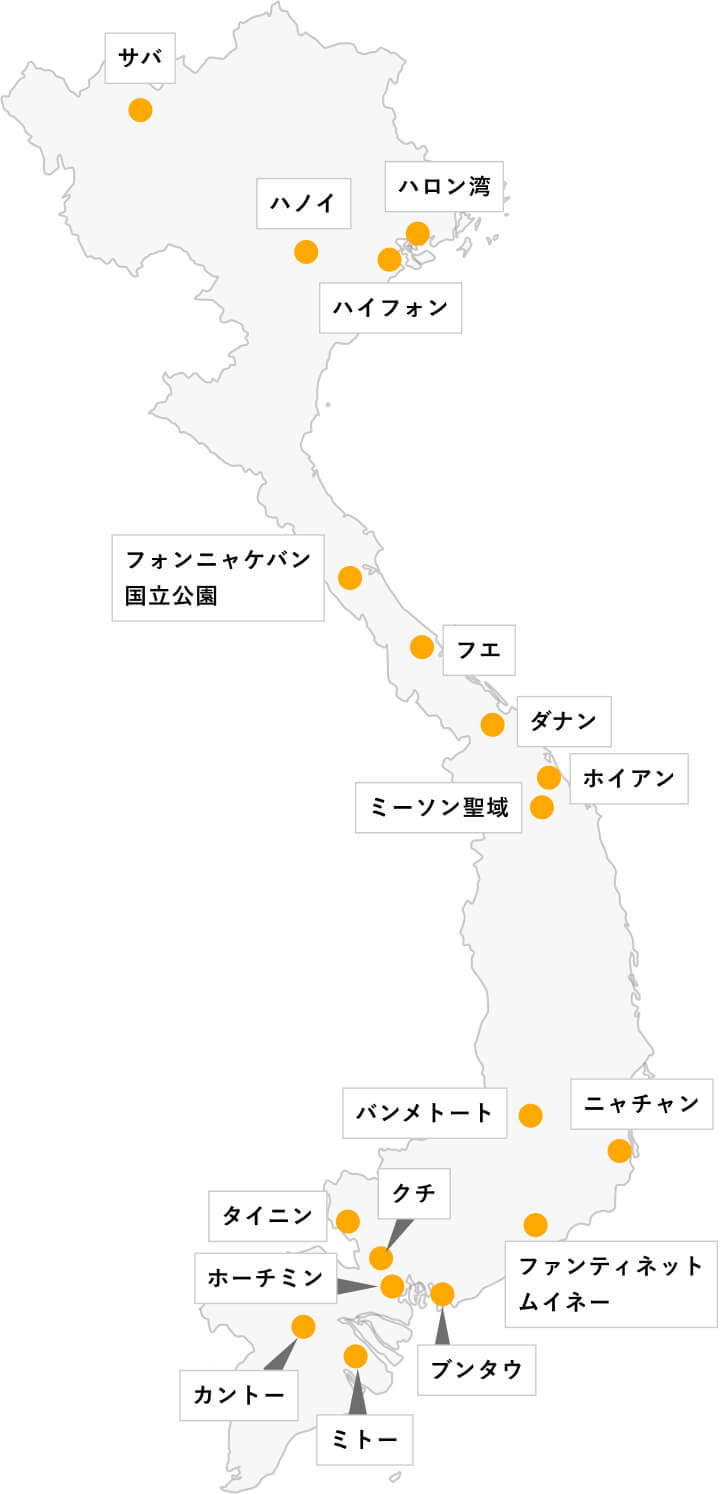 サバ
ハロン湾
ハノイ
ハイフォン
フォンニャケバン
国立公園
フエ
ダナン
ホイアン
ミーソン聖域
ニャチャン
バンメトート
クチ
タイニン
ホーチミン
ファンティネット
ムイネー
ブンタウ
カントー
ミトー